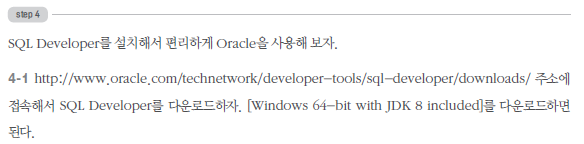 step 4
SQL Developer를 설치해서 편리하게 Oracle을 사용해 보자.
4-1 http://www.oracle.com/technetwork/developer-tools/sql-developer/downloads/ 주소에
접속해서 SQL Developer를 다운로드하자. [Windows 64-bit with JDK 8 included]를 다운로드하면
된다.